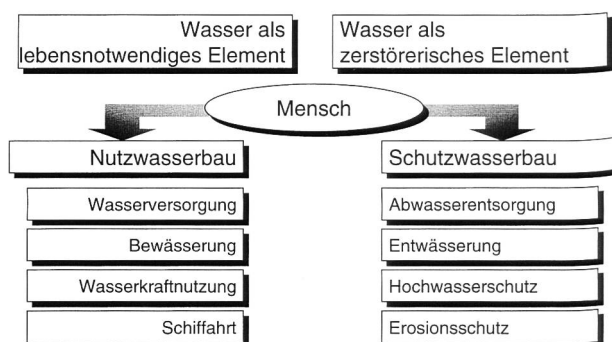 Wasser als
lebensnotwendiges Element
Wasser als
zerstörerisches Element
Mensch
Nutzwasserbau
Schutzwasserbau
Wasserversorgung
Abwasserentsorgung
Bewässerung
Entwässerung
Wasserkraftnutzung
Hochwasserschutz
Schiffahrt
Erosionsschutz